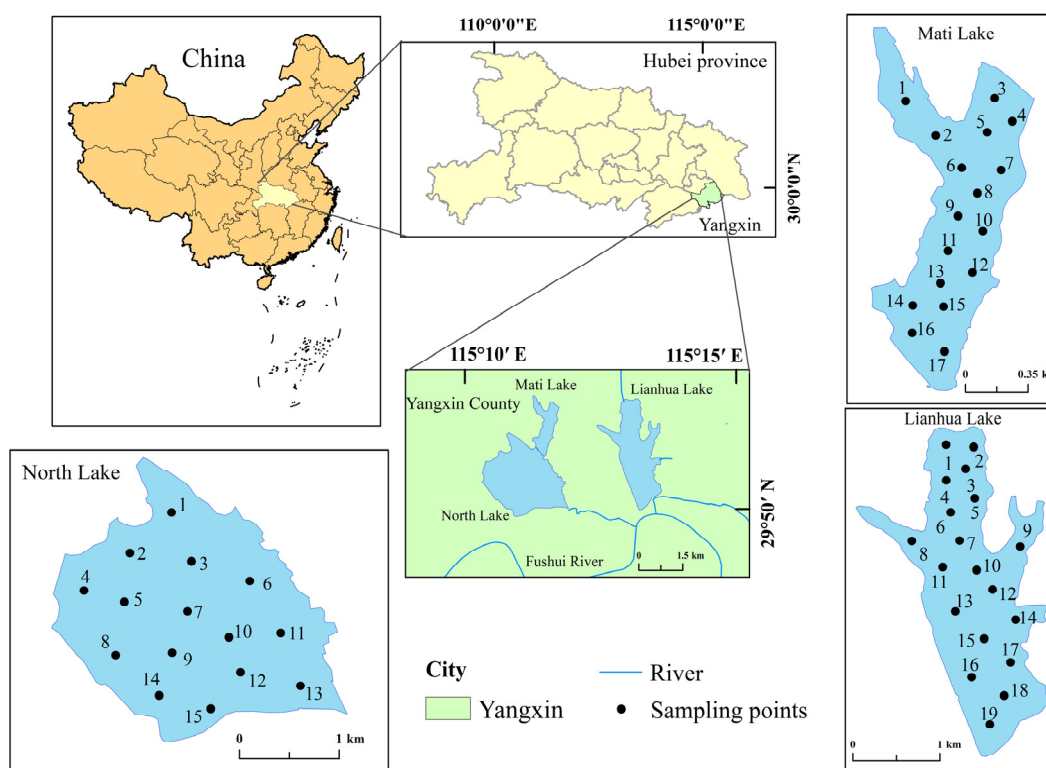 China
110°0'0"E
115°0'0"E
Hubei province
Yangxin
30°0'0"N
Mati Lake
1
2
3
4
5
6
7
8
9
10
11
12
13
14
15
16
17
0
0.35 k
115°10′ E
115°15′ E
Mati Lake
Lianhua Lake
Yangxin County
North Lake
Fushui River
0
1.5 km
29°50′ N
North Lake
1
2
3
4
5
6
7
8
9
10
11
12
13
14
15
0
1 km
City
Yangxin
River
Sampling points
Lianhua Lake
1
2
3
4
5
6
7
8
9
10
11
12
13
14
15
16
17
18
19
0
1 km